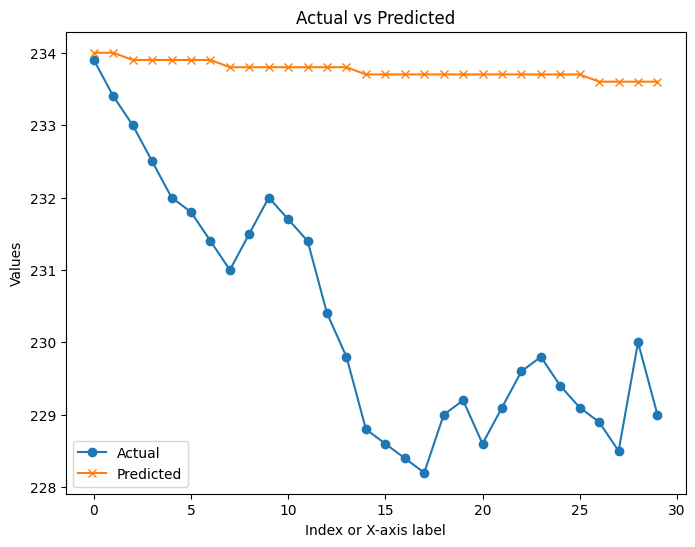 Actual vs Predicted
234
233
232
231
230
229
228
Values
Actual
Predicted
0 5 10 15 20 25 30
Index or X-axis label